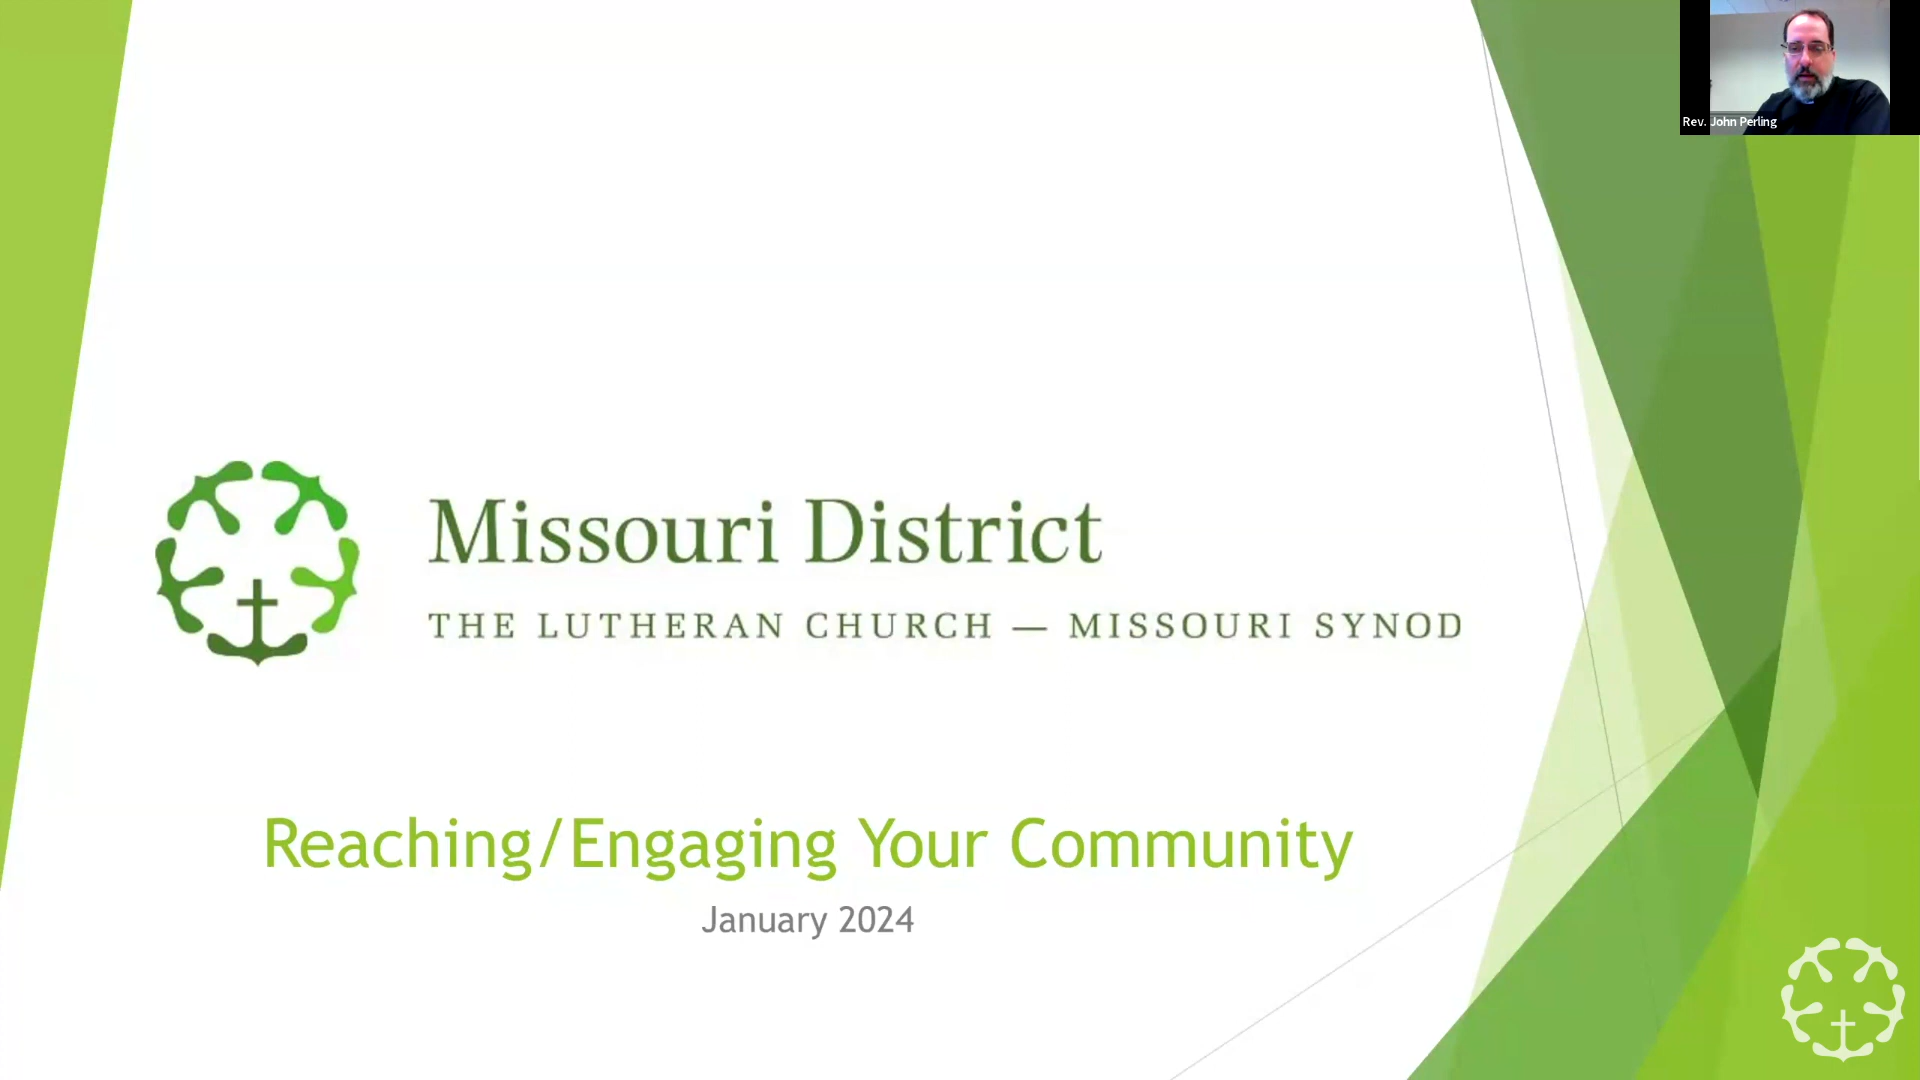 Rev. John Perling
Missouri District
THE LUTHERAN CHURCH — MISSOURI SYNOD
Reaching/Engaging Your Community
January 2024